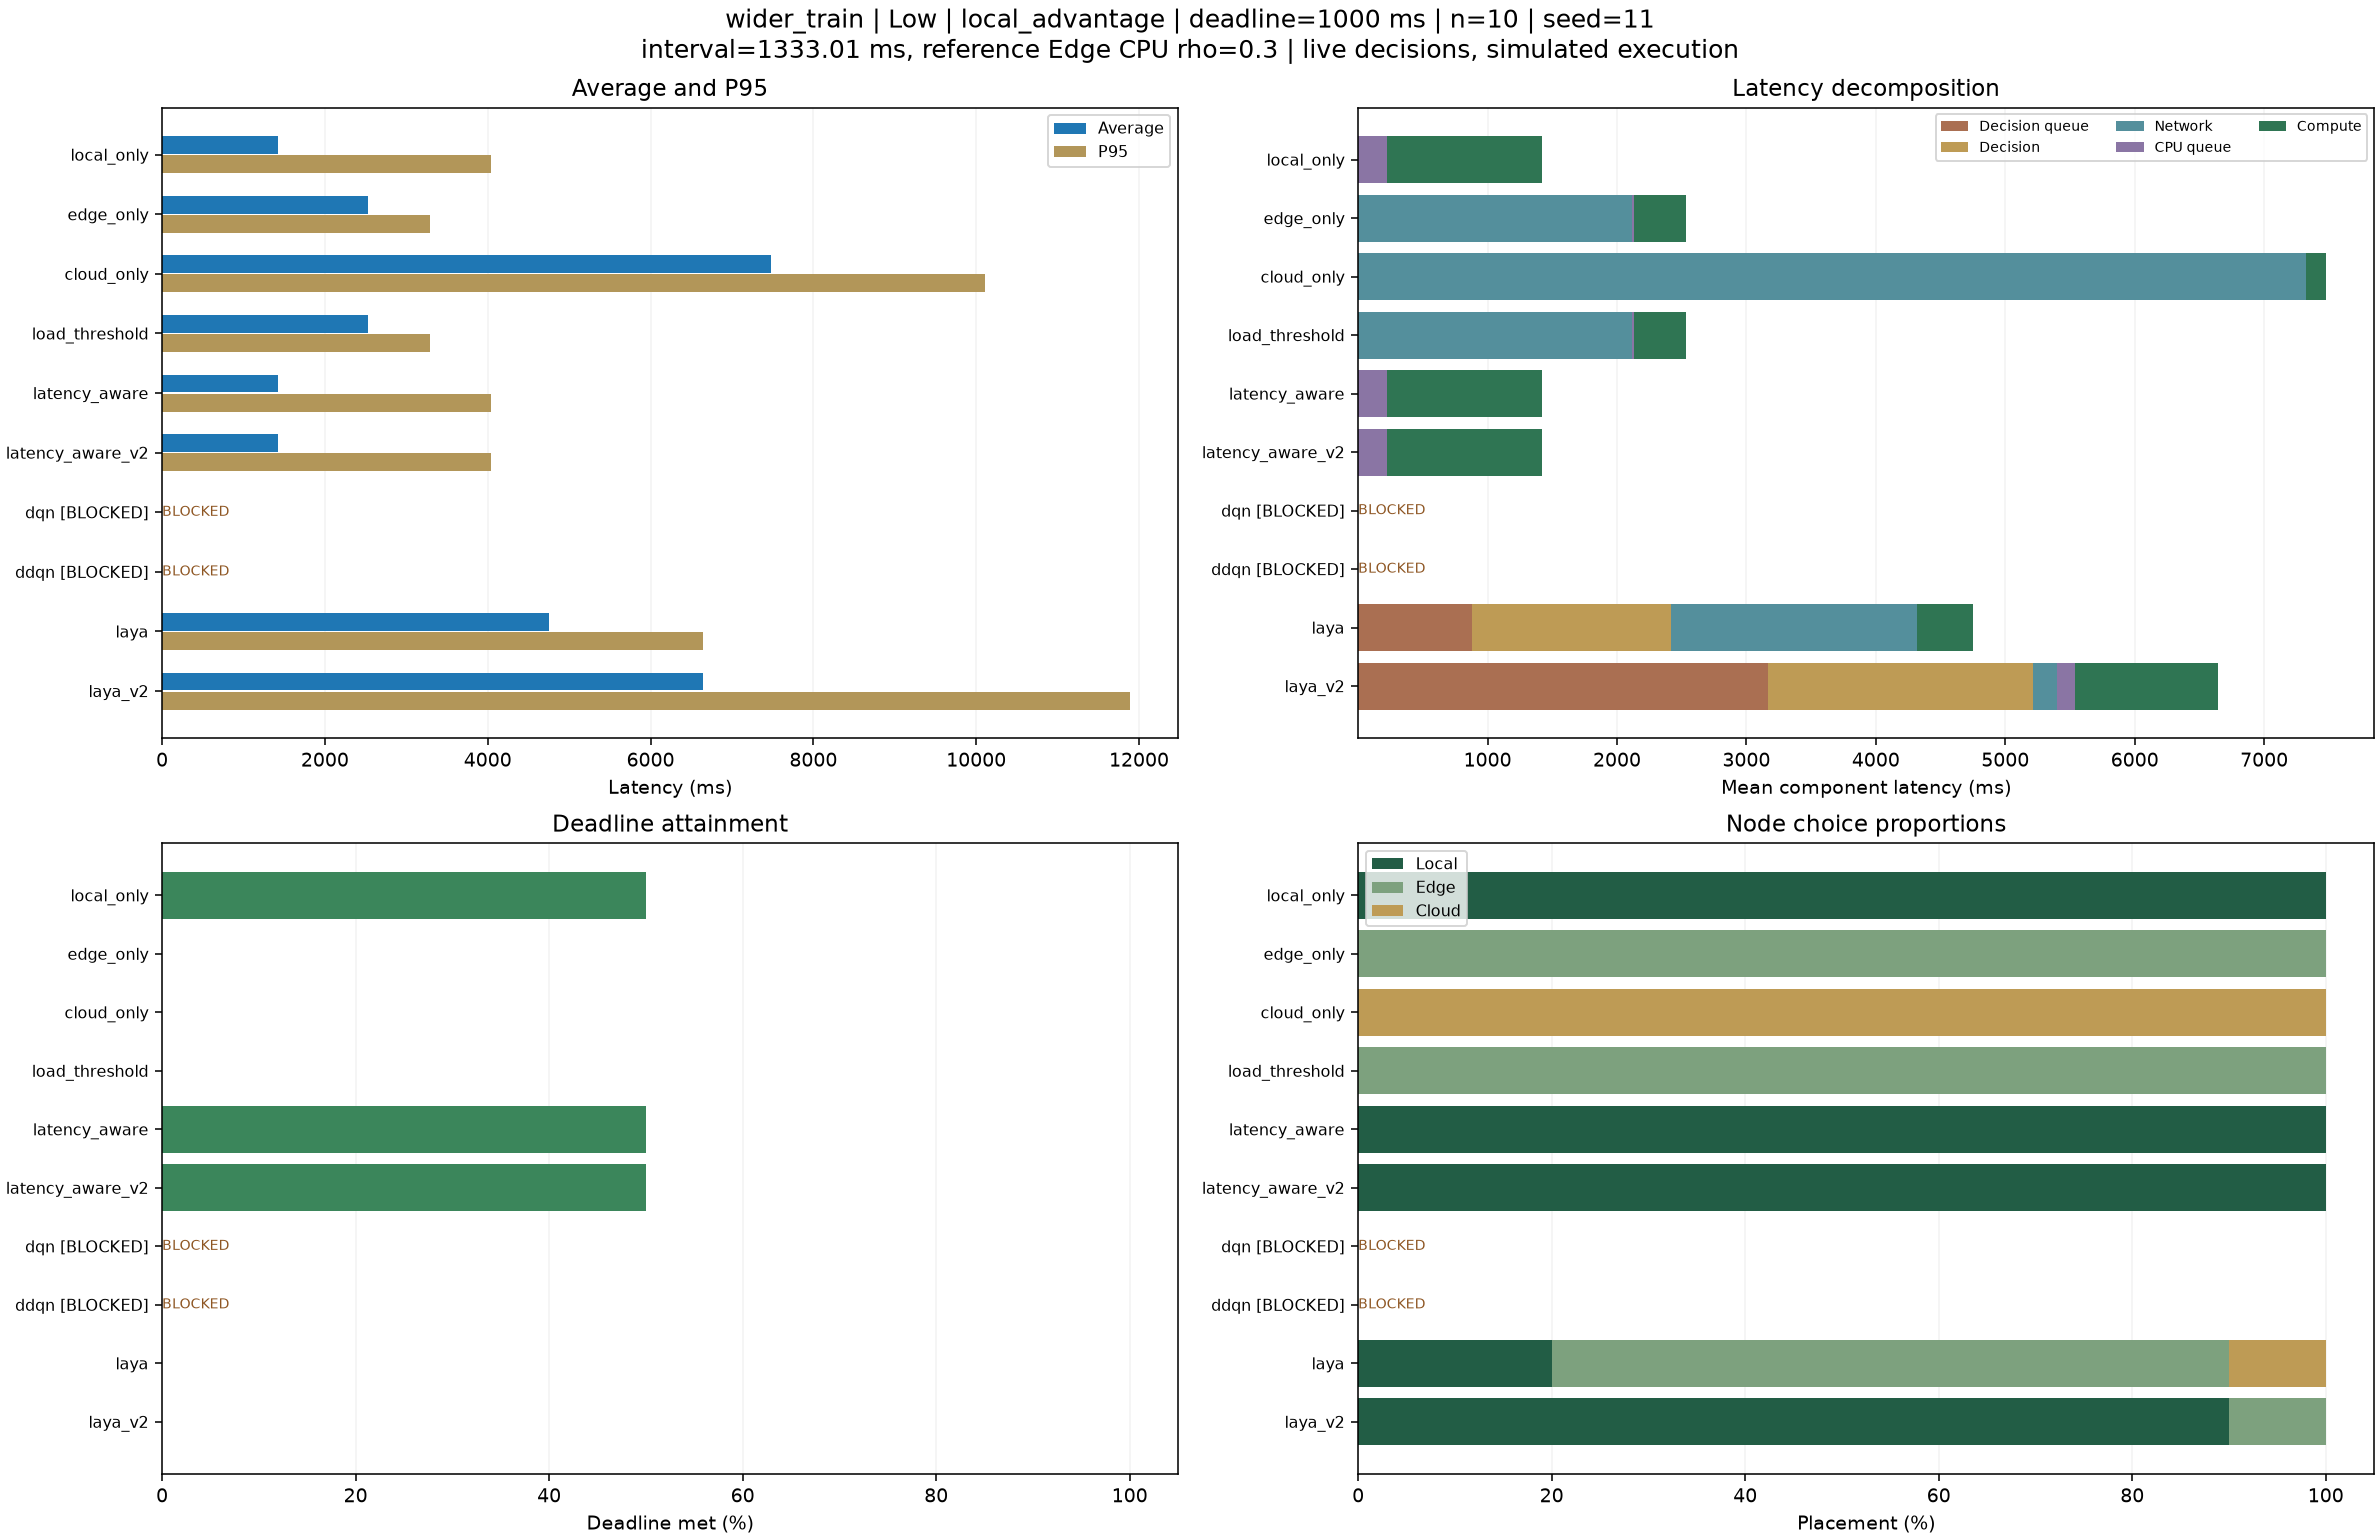 wider_train | Low | local_advantage | deadline=1000 ms | n=10 | seed=11
interval=1333.01 ms, reference Edge CPU rho=0.3 | live decisions, simulated execution
Average and P95
Average
P95
local_only
edge_only
cloud_only
load_threshold
latency_aware
latency_aware_v2
dqn [BLOCKED] BLOCKED
ddqn [BLOCKED] BLOCKED
laya
laya_v2
0 2000 4000 6000 8000 10000 12000
Latency (ms)
Latency decomposition
Decision queue Network Compute
Decision CPU queue
local_only
edge_only
cloud_only
load_threshold
latency_aware
latency_aware_v2
dqn [BLOCKED] BLOCKED
ddqn [BLOCKED] BLOCKED
laya
laya_v2
1000 2000 3000 4000 5000 6000 7000
Mean component latency (ms)
Deadline attainment
local_only
edge_only
cloud_only
load_threshold
latency_aware
latency_aware_v2
dqn [BLOCKED] BLOCKED
ddqn [BLOCKED] BLOCKED
laya
laya_v2
0 20 40 60 80 100
Deadline met (%)
Node choice proportions
Local
Edge
Cloud
local_only
edge_only
cloud_only
load_threshold
latency_aware
latency_aware_v2
dqn [BLOCKED] BLOCKED
ddqn [BLOCKED] BLOCKED
laya
laya_v2
0 20 40 60 80 100
Placement (%)